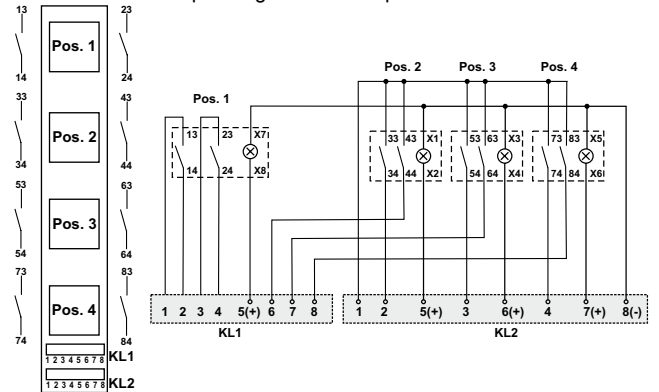 13 23
Pos. 1
14 24
33 43
Pos. 2
34 44
53 63
Pos. 3
54 64
73 83
Pos. 4
74 84
1 2 3 4 5 6 7 8 KL1
1 2 3 4 5 6 7 8 KL2
Pos. 2 Pos. 3 Pos. 4
Pos. 1
13 23 X7
14 24 X8
33 43 X1 53 63 X3 73 83 X5
34 44 X2 54 64 X4 74 84 X6
1 2 3 4 5(+) 6 7 8
KL1
1 2 5(+) 3 6(+) 4 7(+) 8(-)
KL2